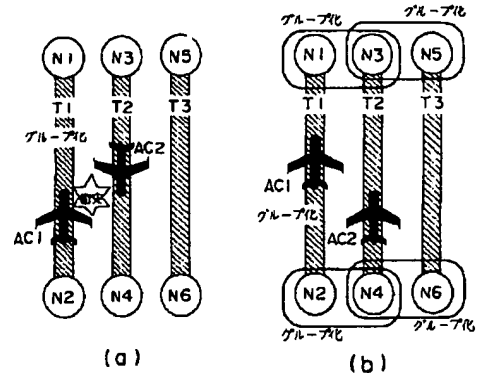 グループ化
グループ化
N1 N3 N5
N1 N3 N5
T1 T2 T3
T1 T2 T3
グループ化
AC2
AC1
AC1
グループ化
AC2
N2 N4 N6
N2 N4 N6
グループ化
グループ化
(a)
(b)